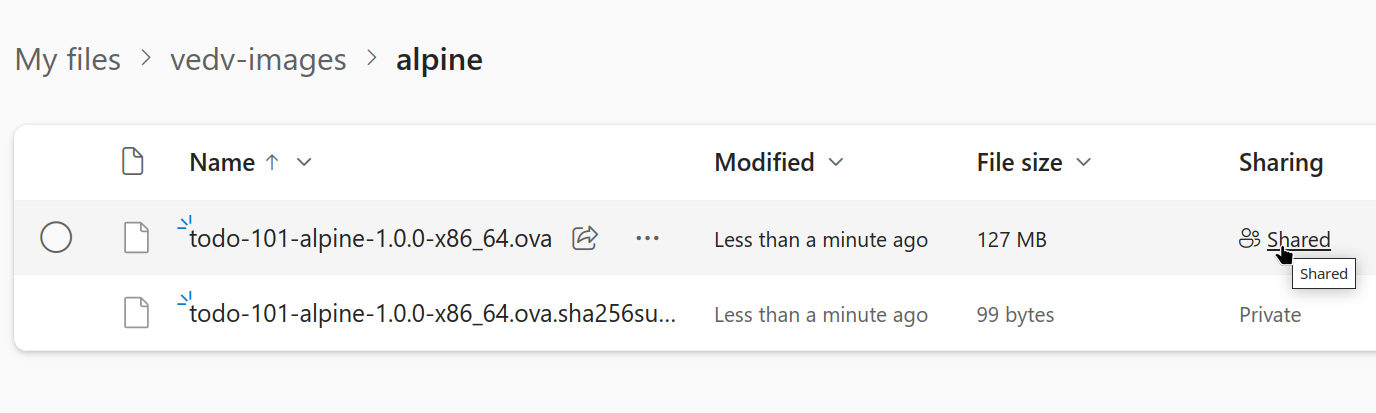 My files > vedv-images > alpine
Name Modified File size Sharing
todo-101-alpine-1.0.0-x86_64.ova Less than a minute ago 127 MB Shared
Shared
todo-101-alpine-1.0.0-x86_64.ova.sha256su... Less than a minute ago 99 bytes Private